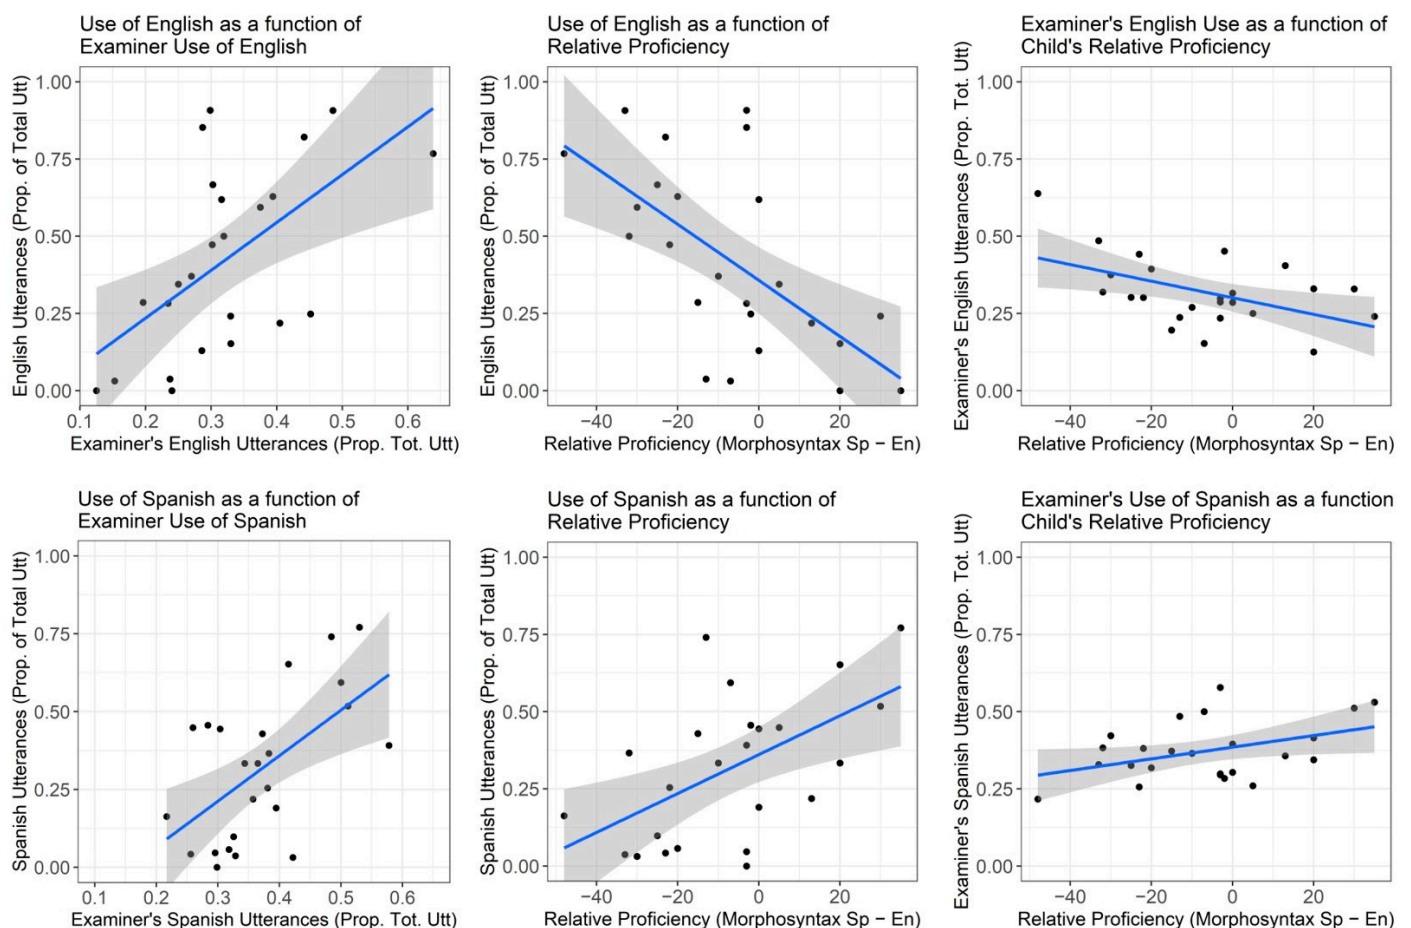 Use of English as a function of
Examiner Use of English
English Utterances (Prop. of Total Utt)
1.00
0.75
0.50
0.25
0.00
0.1
0.2
0.3
0.4
0.5
0.6
Examiner's English Utterances (Prop. Tot. Utt)
Use of English as a function of
Relative Proficiency
English Utterances (Prop. of Total Utt)
1.00
0.75
0.50
0.25
0.00
−40
−20
0
20
Relative Proficiency (Morphosyntax Sp − En)
Examiner's English Use as a function of
Child's Relative Proficiency
Examiner's English Utterances (Prop. Tot. Utt)
1.00
0.75
0.50
0.25
0.00
−40
−20
0
20
Relative Proficiency (Morphosyntax Sp − En)
Use of Spanish as a function of
Examiner Use of Spanish
Spanish Utterances (Prop. of Total Utt)
1.00
0.75
0.50
0.25
0.00
0.1
0.2
0.3
0.4
0.5
0.6
Examiner's Spanish Utterances (Prop. Tot. Utt)
Use of Spanish as a function of
Relative Proficiency
Spanish Utterances (Prop. of Total Utt)
1.00
0.75
0.50
0.25
0.00
−40
−20
0
20
Relative Proficiency (Morphosyntax Sp − En)
Examiner's Use of Spanish as a function
Child's Relative Proficiency
Examiner's Spanish Utterances (Prop. Tot. Utt)
1.00
0.75
0.50
0.25
0.00
−40
−20
0
20
Relative Proficiency (Morphosyntax Sp − En)